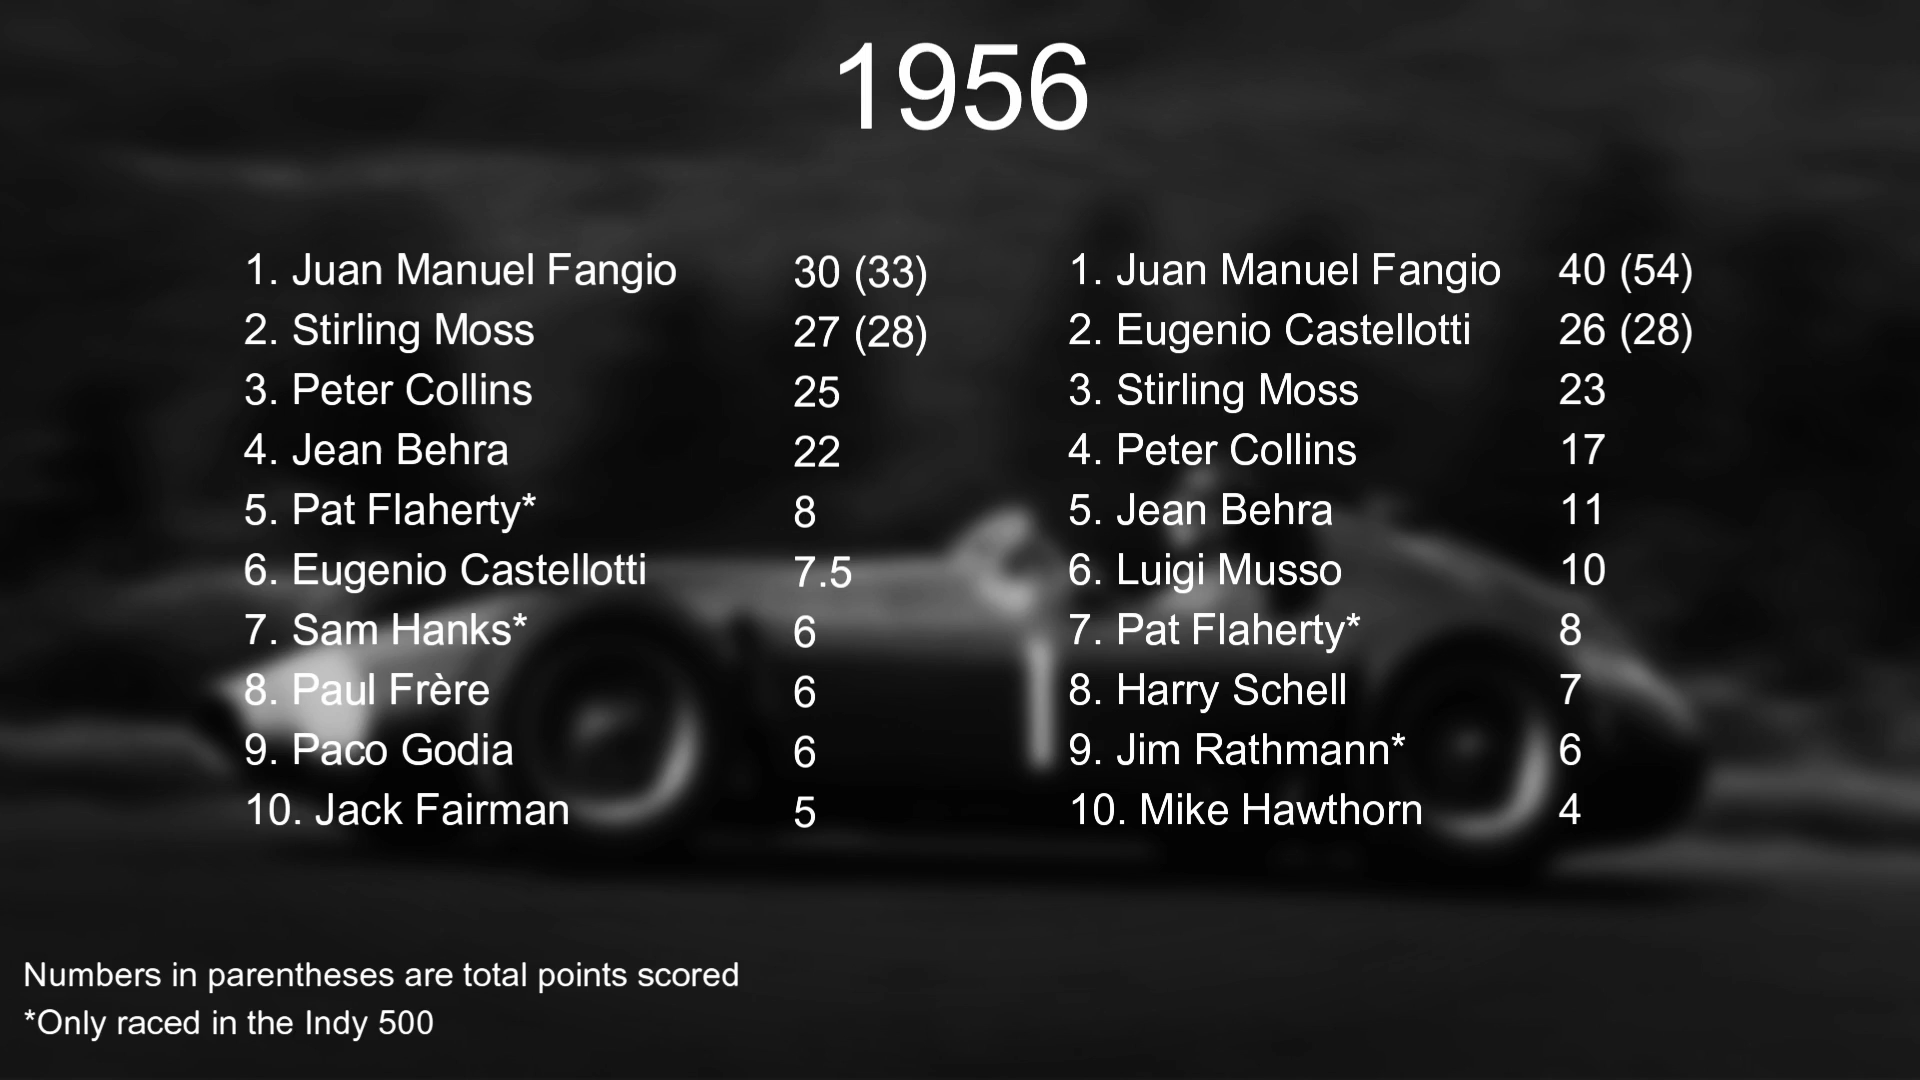 1956
1. Juan Manuel Fangio 30 (33)
2. Stirling Moss 27 (28)
3. Peter Collins 25
4. Jean Behra 22
5. Pat Flaherty* 8
6. Eugenio Castellotti 7.5
7. Sam Hanks* 6
8. Paul Frère 6
9. Paco Godia 6
10. Jack Fairman 5
1. Juan Manuel Fangio 40 (54)
2. Eugenio Castellotti 26 (28)
3. Stirling Moss 23
4. Peter Collins 17
5. Jean Behra 11
6. Luigi Musso 10
7. Pat Flaherty* 8
8. Harry Schell 7
9. Jim Rathmann* 6
10. Mike Hawthorn 4
Numbers in parentheses are total points scored
*Only raced in the Indy 500